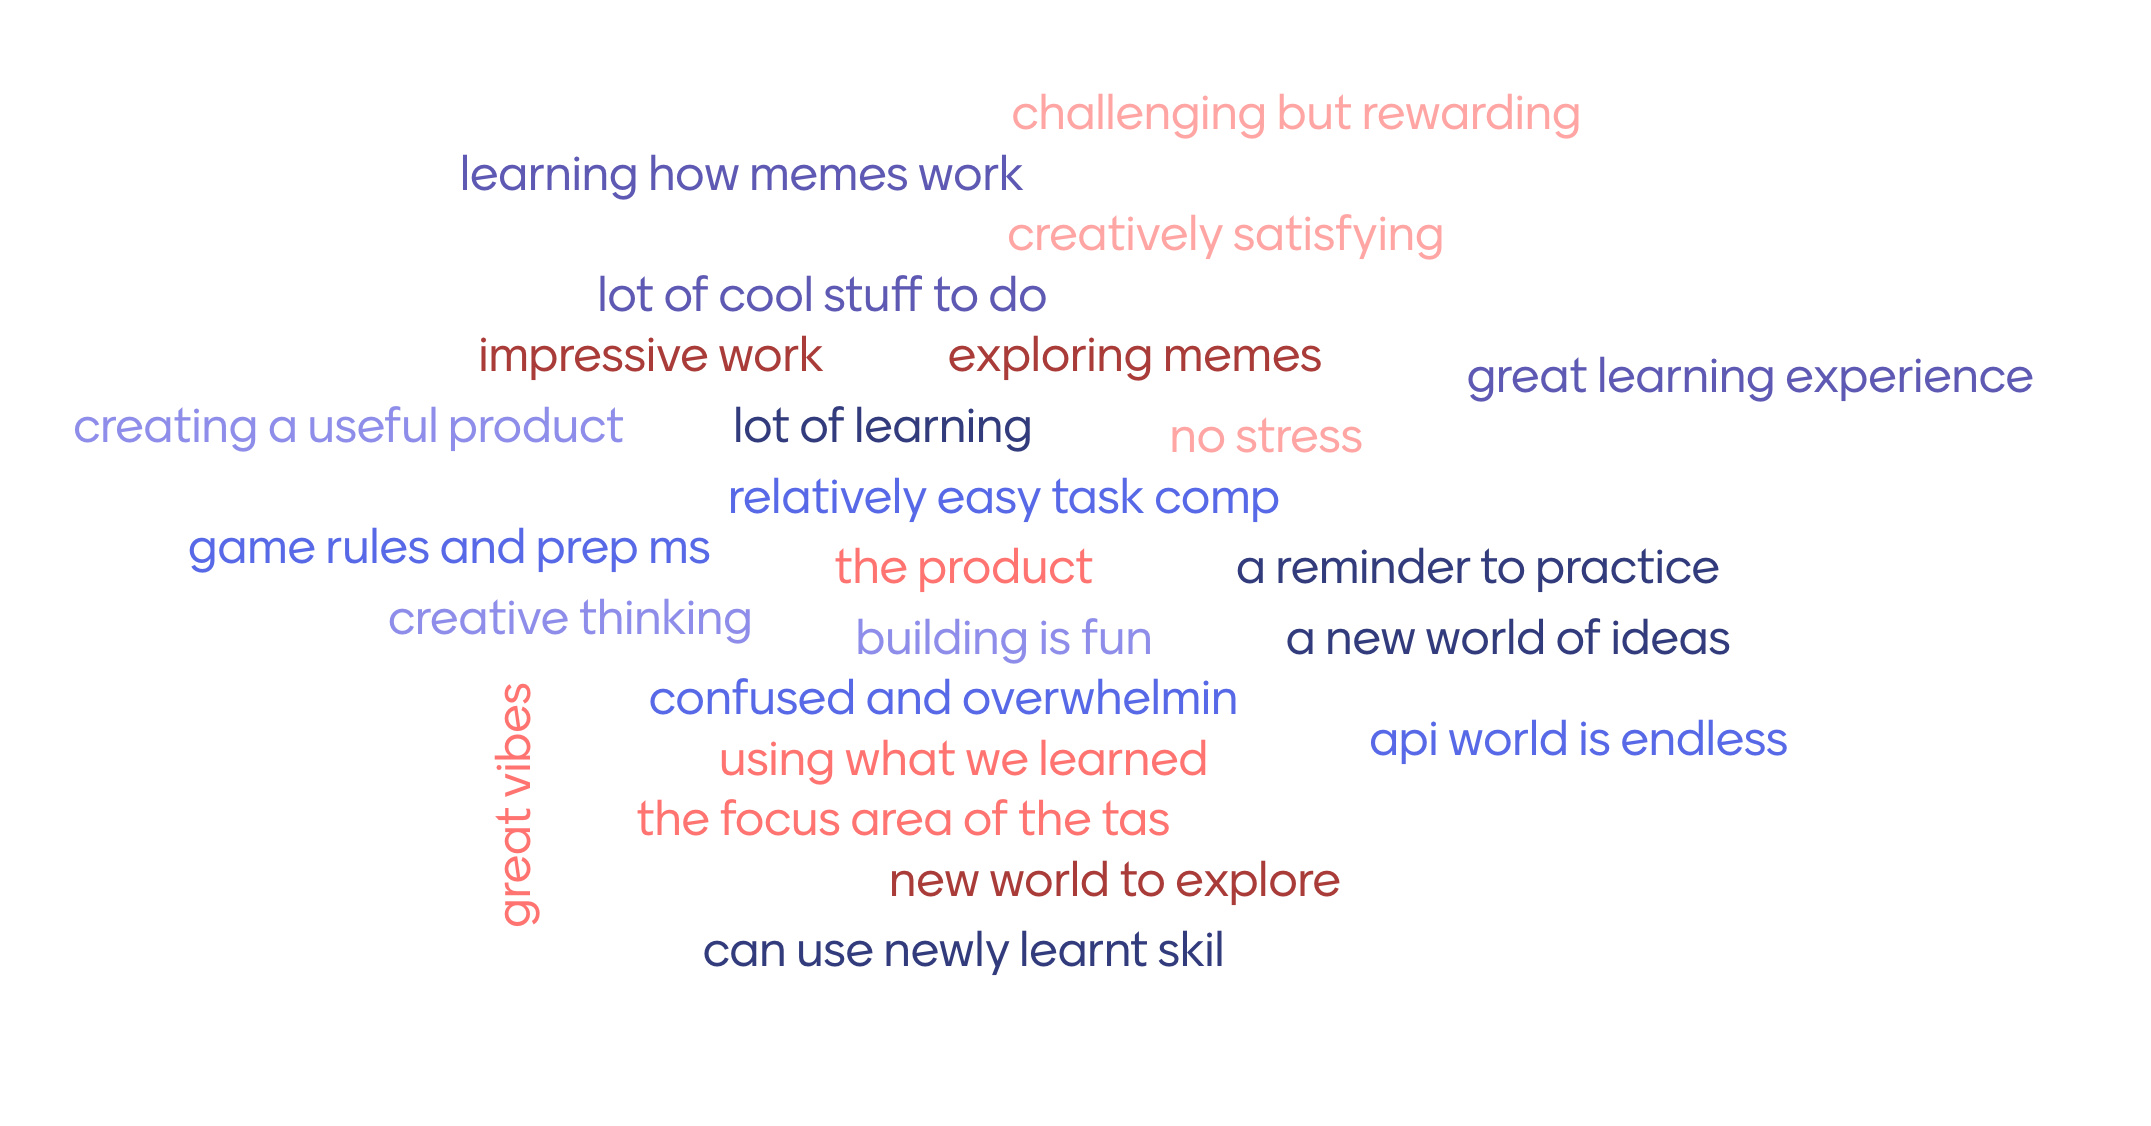 challenging but rewarding
learning how memes work
creatively satisfying
lot of cool stuff to do
impressive work
exploring memes
great learning experience
creating a useful product
lot of learning
no stress
relatively easy task comp
game rules and prep ms
the product
a reminder to practice
creative thinking
building is fun
a new world of ideas
confused and overwhelmin
api world is endless
using what we learned
great vibes
the focus area of the tas
new world to explore
can use newly learnt skil